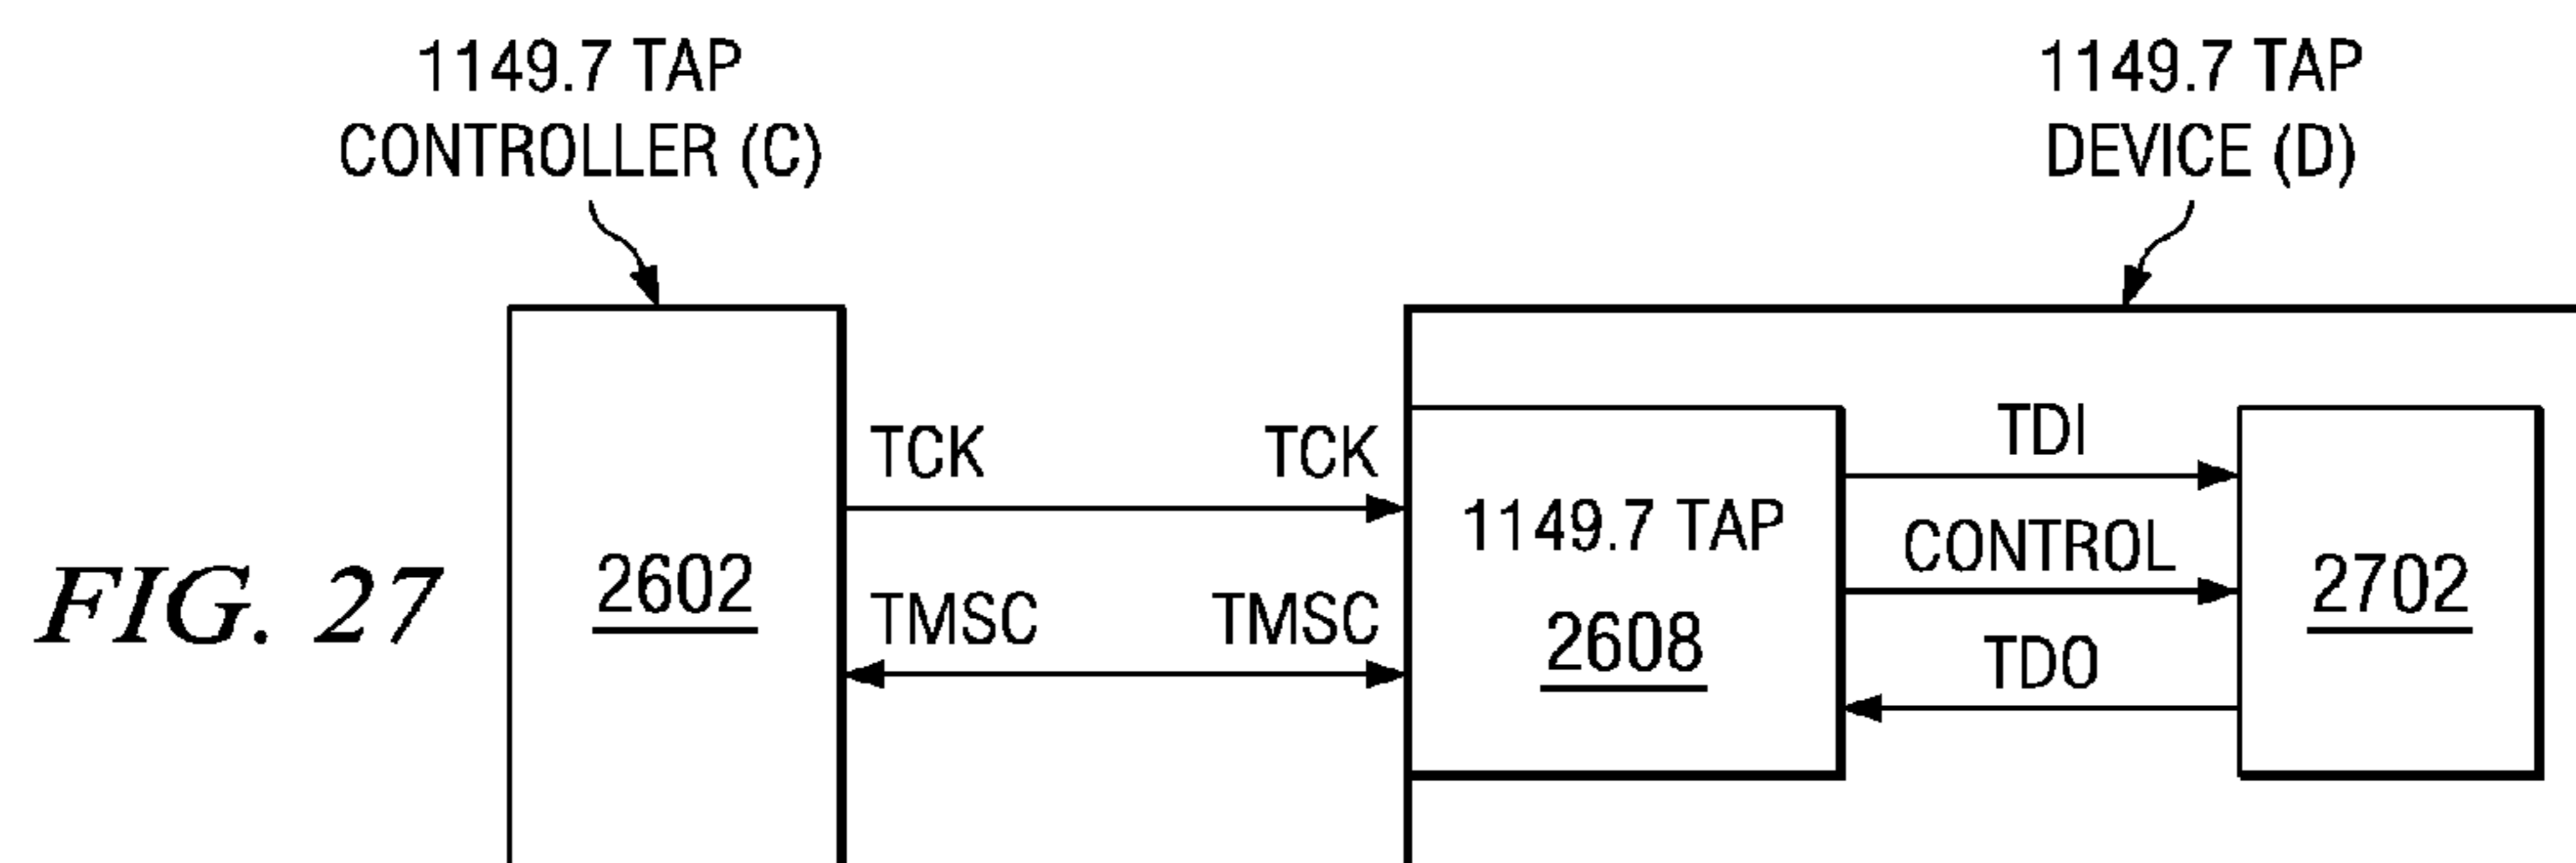 1149.7 TAP
CONTROLLER (C)
1149.7 TAP
DEVICE (D)
TCK
TCK
TMSC
TMSC
FIG. 27
2602
1149.7 TAP
2608
TDI
CONTROL
TDO
2702